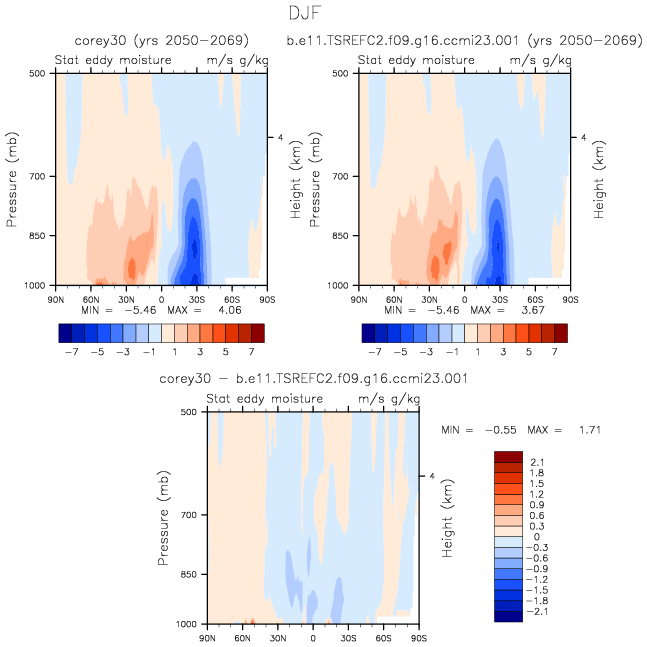 DJF
corey30 (yrs 2050-2069)
b.e11.TSREFC2.f09.g16.ccmi23.001 (yrs 2050-2069)
Stat eddy moisture m/s g/kg
Stat eddy moisture m/s g/kg
500 700 850 1000
Pressure (mb)
4
Height (km)
90N 60N 30N 0 30S 60S 90S
MIN = -5.46 MAX = 4.06
-7 -5 -3 -1 1 3 5 7
500 700 850 1000
Pressure (mb)
4
Height (km)
90N 60N 30N 0 30S 60S 90S
MIN = -5.46 MAX = 3.67
-7 -5 -3 -1 1 3 5 7
corey30 - b.e11.TSREFC2.f09.g16.ccmi23.001
Stat eddy moisture m/s g/kg
500 700 850 1000
Pressure (mb)
4
Height (km)
90N 60N 30N 0 30S 60S 90S
MIN = -0.55 MAX = 1.71
2.1
1.8
1.5
1.2
0.9
0.6
0.3
0
-0.3
-0.6
-0.9
-1.2
-1.5
-1.8
-2.1